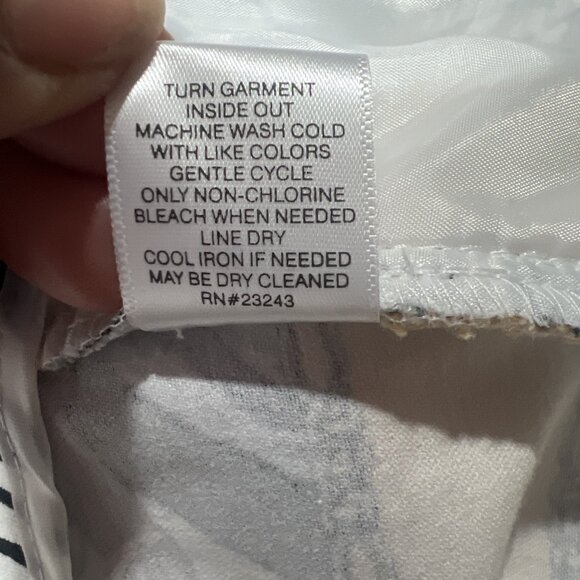 TURN GARMENT
INSIDE OUT
MACHINE WASH COLD
WITH LIKE COLORS
GENTLE CYCLE
ONLY NON-CHLORINE
BLEACH WHEN NEEDED
LINE DRY
COOL IRON IF NEEDED
MAY BE DRY CLEANED
RN#23243